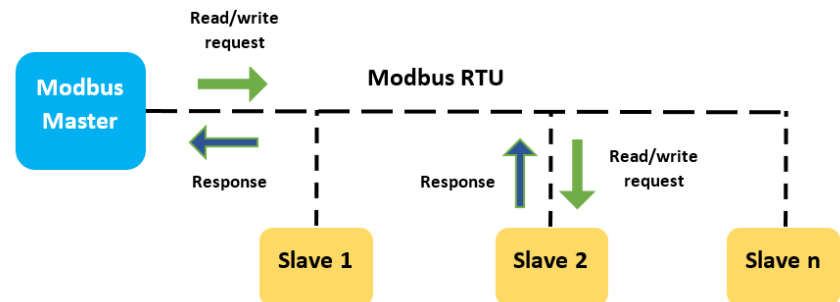 Read/write
request
Modbus
Master
Modbus RTU
Response
Response
Read/write
request
Slave 1
Slave 2
Slave n